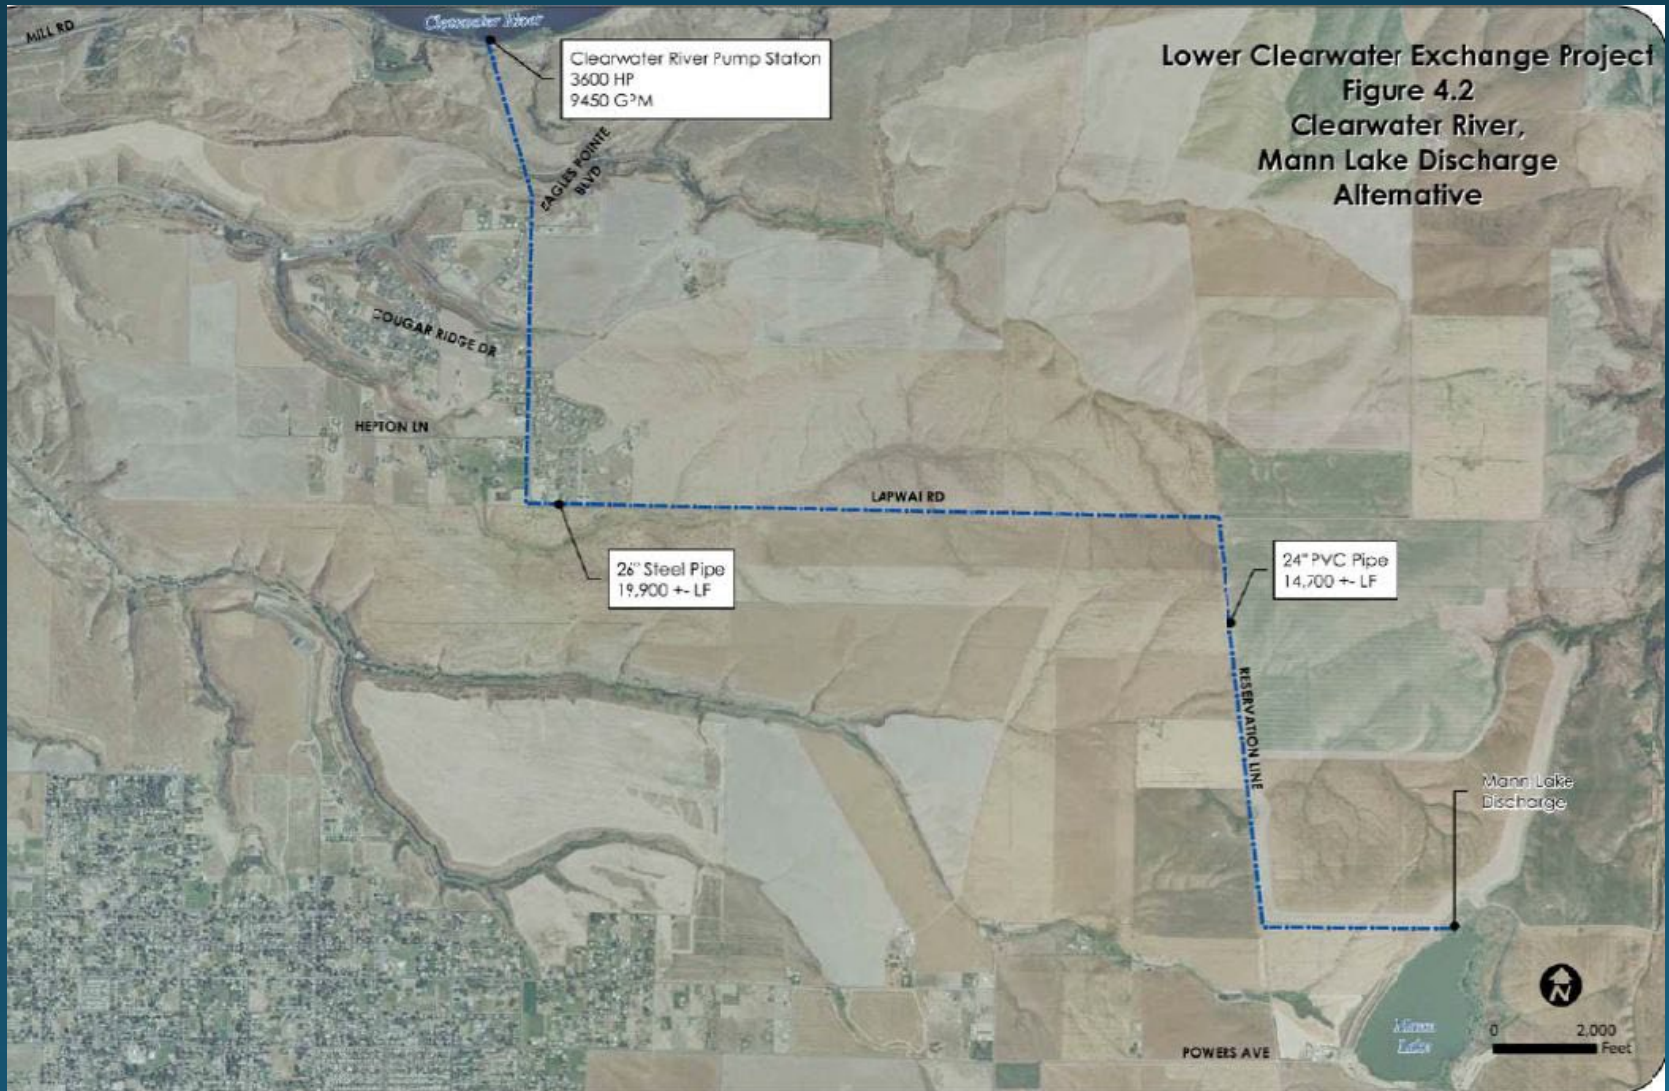 MILL RD
Clearwater River
Clearwater River Pump Station
3600 HP
9450 GPM
Lower Clearwater Exchange Project
Figure 4.2
Clearwater River,
Mann Lake Discharge
Alternative
EAGLES POINTE
BLVD
COUGAR RIDGE DR
HEPTON LN
LAPWAI RD
26" Steel Pipe
19,900 +- LF
24" PVC Pipe
14,700 +- LF
RESERVATION LINE
Mann Lake
Discharge
N
0 2,000
Feet
Mann
Lake
POWERS AVE